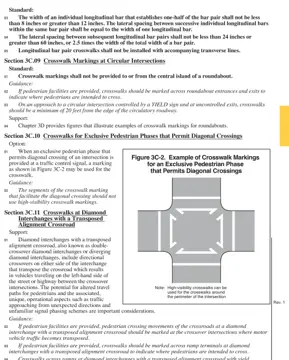 Standard:
03 The width of an individual longitudinal bar that establishes one-half of the bar pair shall not be less
than 8 inches or greater than 12 inches. The lateral spacing between successive individual longitudinal bars
within the same bar pair shall be equal to the width of one longitudinal bar.
04 The lateral spacing between subsequent longitudinal bar pairs shall not be less than 24 inches or
greater than 60 inches, or 2.5 times the width of the total width of a bar pair.
05 Longitudinal bar pair crosswalks shall not be installed with accompanying transverse lines.
Section 3C.09 Crosswalk Markings at Circular Intersections
Standard:
01 Crosswalk markings shall not be provided to or from the central island of a roundabout.
Guidance:
02 If pedestrian facilities are provided, crosswalks should be marked across roundabout entrances and exits to
indicate where pedestrians are intended to cross.
03 On an approach to a circular intersection controlled by a YIELD sign and at uncontrolled exits, crosswalks
should be a minimum of 20 feet from the edge of the circulatory roadway.
Support:
04 Chapter 3D provides figures that illustrate examples of crosswalk markings for roundabouts.
Section 3C.10 Crosswalks for Exclusive Pedestrian Phases that Permit Diagonal Crossings
Option:
01 When an exclusive pedestrian phase that
permits diagonal crossing of an intersection is
provided at a traffic control signal, a marking
as shown in Figure 3C-2 may be used for the
crosswalk.
Guidance:
02 The segments of the crosswalk marking
that facilitate the diagonal crossing should not
use high-visibility crosswalk markings.
Section 3C.11 Crosswalks at Diamond
Interchanges with a Transposed
Alignment Crossroad
Support:
01 Diamond interchanges with a transposed
alignment crossroad, also known as double-
crossover diamond interchanges or diverging
diamond interchanges, include directional
crossovers on either side of the interchange
that transpose the crossroad which results
in vehicles traveling on the left-hand side of
the street or highway between the crossover
intersections. The potential for altered travel
paths for pedestrians and the associated,
unique, operational aspects such as traffic
approaching from unexpected directions and
unfamiliar signal phasing schemes are important considerations.
Guidance:
02 If pedestrian facilities are provided, pedestrian crossing movements of the crossroads at a diamond
interchange with a transposed alignment crossroad should be marked at the crossover intersections where motor
vehicle traffic becomes transposed.
03 If pedestrian facilities are provided, crosswalks should be marked across ramp terminals at diamond
interchanges with a transposed alignment crossroad to indicate where pedestrians are intended to cross.
Figure 3C-2. Example of Crosswalk Markings
for an Exclusive Pedestrian Phase
that Permits Diagonal Crossings
Note: High-visibility crosswalks can be
used for the crosswalks around
the perimeter of the intersection
Rev. 1